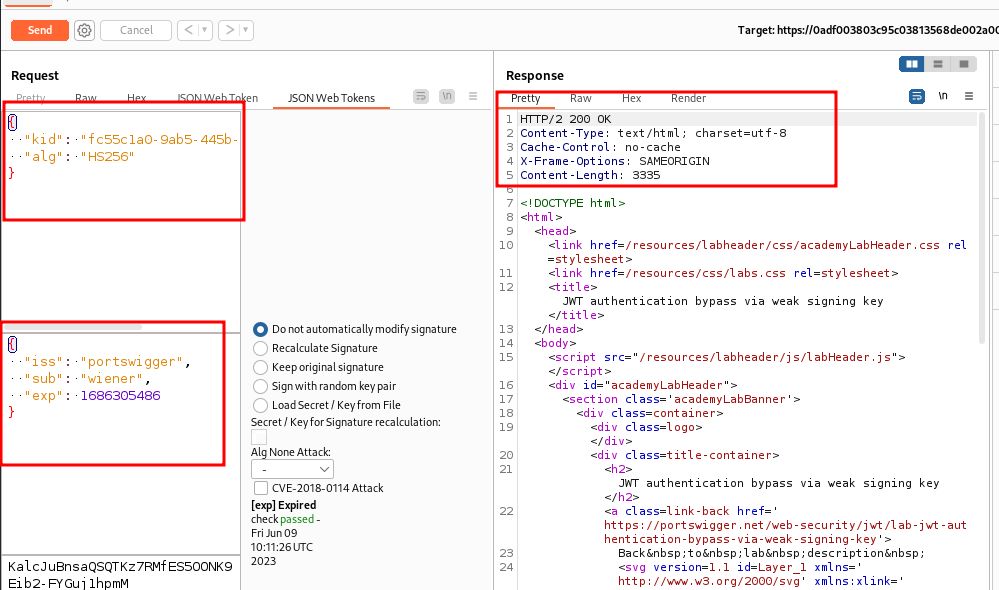 Send
Cancel
< | ▾
> | ▾
Target: https://0adf003803c95c03813568de002a00
Request
Pretty Raw Hex JSON Web Token JSON Web Tokens
\n
{
"kid": "fc55c1a0-9ab5-445b-
"alg": "HS256"
}
{
"iss": "portswigger",
"sub": "wiener",
"exp": 1686305486
}
KalcJuBnsaQSQTKz7RMfES5OONK9
Eib2-FYGuj1hpmM
Do not automatically modify signature
Recalculate Signature
Keep original signature
Sign with random key pair
Load Secret / Key from File
Secret / Key for Signature recalculation:
Alg None Attack:
-
CVE-2018-0114 Attack
[exp] Expired
check passed -
Fri Jun 09
10:11:26 UTC
2023
Response
Pretty Raw Hex Render
\n
1 HTTP/2 200 OK
2 Content-Type: text/html; charset=utf-8
3 Cache-Control: no-cache
4 X-Frame-Options: SAMEORIGIN
5 Content-Length: 3335
6
7 <!DOCTYPE html>
8 <html>
9 <head>
10 <link href=/resources/labheader/css/academyLabHeader.css rel
=stylesheet>
11 <link href=/resources/css/labs.css rel=stylesheet>
12 <title>
JWT authentication bypass via weak signing key
</title>
13 </head>
14 <body>
15 <script src="/resources/labheader/js/labHeader.js">
</script>
16 <div id="academyLabHeader">
17 <section class='academyLabBanner'>
18 <div class=container>
19 <div class=logo>
</div>
20 <div class=title-container>
21 <h2>
JWT authentication bypass via weak signing key
</h2>
22 <a class=link-back href='
https://portswigger.net/web-security/jwt/lab-jwt-aut
hentication-bypass-via-weak-signing-key'>
23 Back&nbsp;to&nbsp;lab&nbsp;description&nbsp;
24 <svg version=1.1 id=Layer_1 xmlns='
http://www.w3.org/2000/svg' xmlns:xlink='